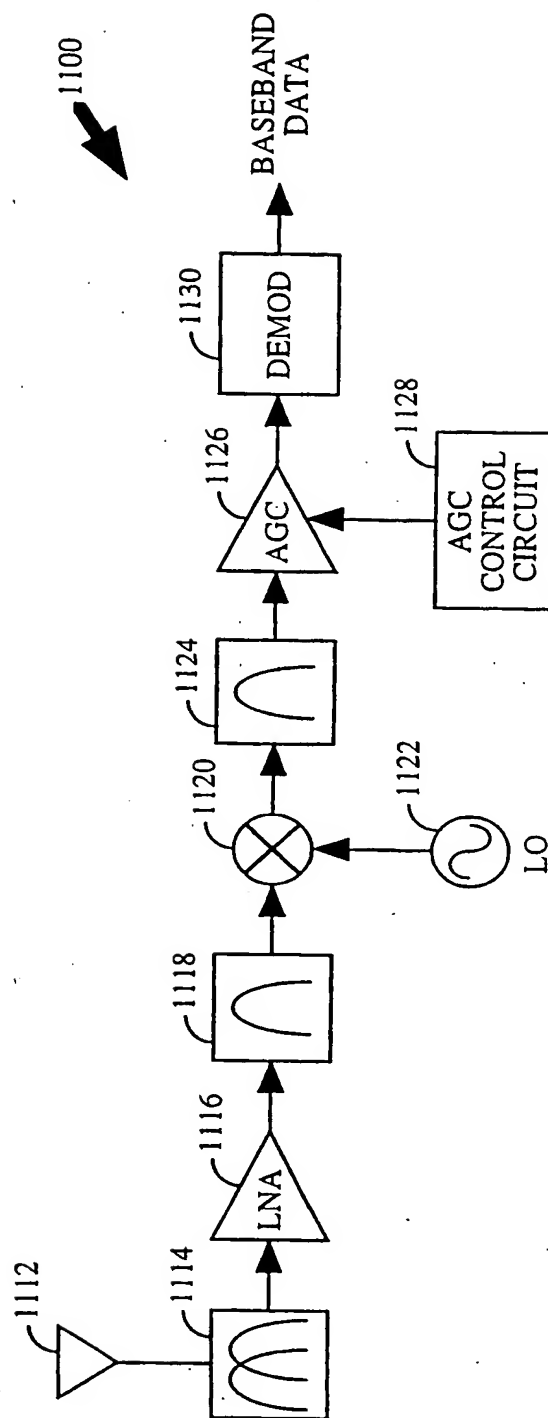 1100
1112
1114
1116
LNA
1118
1120
1122
LO
1124
1126
AGC
1128
AGC
CONTROL
CIRCUIT
1130
DEMOD
BASEBAND
DATA